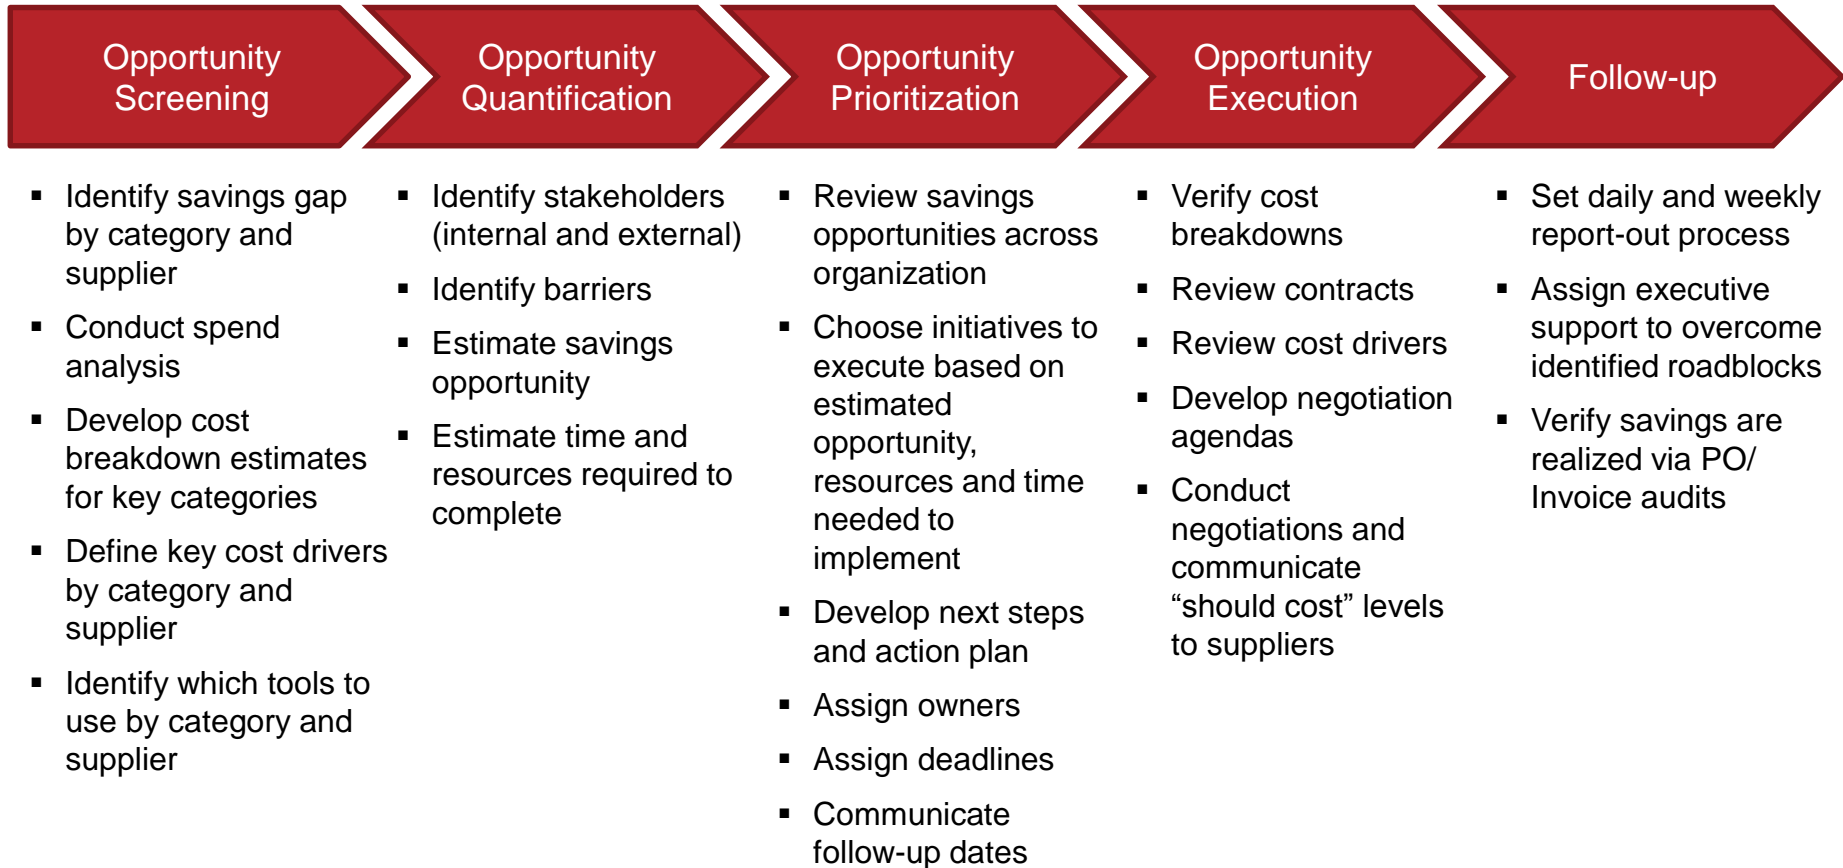 Opportunity
Screening
Opportunity
Quantification
Opportunity
Prioritization
Opportunity
Execution
Follow-up
▪ Identify savings gap
by category and
supplier
▪ Conduct spend
analysis
▪ Develop cost
breakdown estimates
for key categories
▪ Define key cost drivers
by category and
supplier
▪ Identify which tools to
use by category and
supplier
▪ Identify stakeholders
(internal and external)
▪ Identify barriers
▪ Estimate savings
opportunity
▪ Estimate time and
resources required to
complete
▪ Review savings
opportunities across
organization
▪ Choose initiatives to
execute based on
estimated
opportunity,
resources and time
needed to
implement
▪ Develop next steps
and action plan
▪ Assign owners
▪ Assign deadlines
▪ Communicate
follow-up dates
▪ Verify cost
breakdowns
▪ Review contracts
▪ Review cost drivers
▪ Develop negotiation
agendas
▪ Conduct
negotiations and
communicate
“should cost” levels
to suppliers
▪ Set daily and weekly
report-out process
▪ Assign executive
support to overcome
identified roadblocks
▪ Verify savings are
realized via PO/
Invoice audits